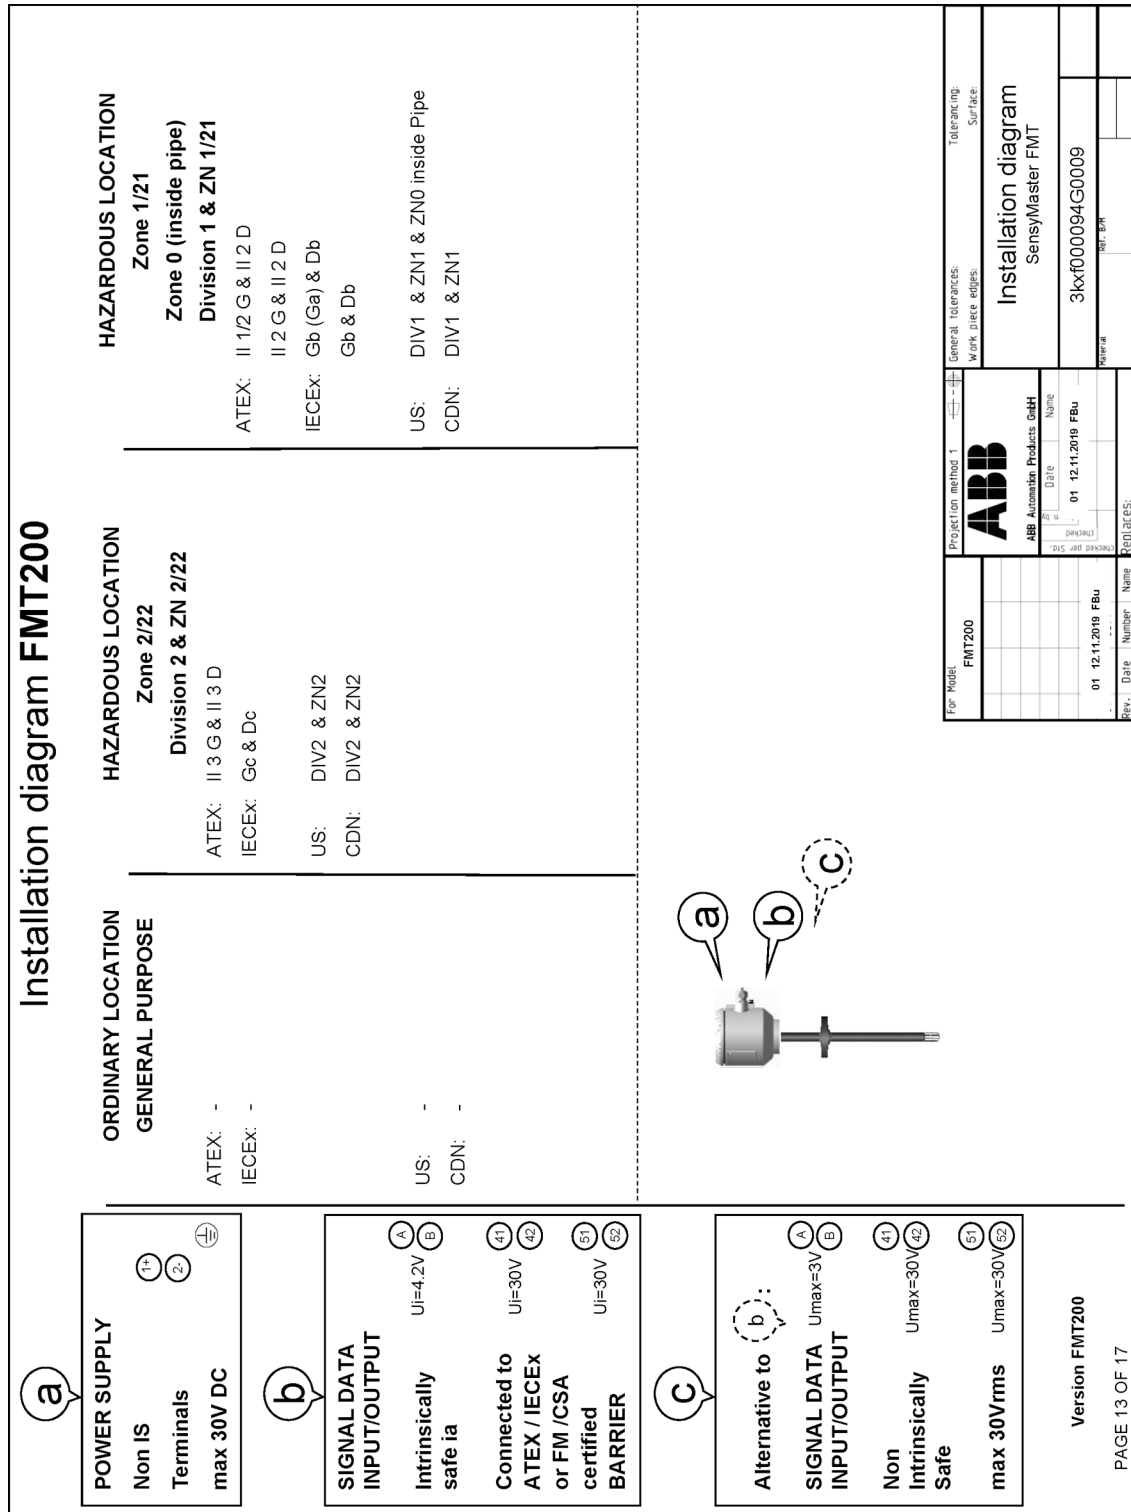 Installation diagram FMT200
a
POWER SUPPLY
Non IS
Terminals
max 30V DC
1+
2-
b
SIGNAL DATA
INPUT/OUTPUT
Intrinsically
safe ia
Ui=4.2V
A
B
Connected to
ATEX / IECEx
or FM /CSA
certified
BARRIER
Ui=30V
41
42
Ui=30V
51
52
c
Alternative to b :
SIGNAL DATA
INPUT/OUTPUT
Umax=3V
A
B
Non
Intrinsically
Safe
Umax=30V
41
42
max 30Vrms
Umax=30V
51
52
Version FMT200
PAGE 13 OF 17
ORDINARY LOCATION
GENERAL PURPOSE
ATEX: -
IECEx: -
US: -
CDN: -
HAZARDOUS LOCATION
Zone 2/22
Division 2 & ZN 2/22
ATEX: II 3 G & II 3 D
IECEx: Gc & Dc
US: DIV2 & ZN2
CDN: DIV2 & ZN2
HAZARDOUS LOCATION
Zone 1/21
Zone 0 (inside pipe)
Division 1 & ZN 1/21
ATEX: II 1/2 G & II 2 D
II 2 G & II 2 D
IECEx: Gb (Ga) & Db
Gb & Db
US: DIV1 & ZN1 & ZN0 inside Pipe
CDN: DIV1 & ZN1
a
b
c
For Model
FMT200
01 12.11.2019 FBu
Rev. Date Number Name
Projection method 1
ABB
ABB Automation Products GmbH
Date Name
01 12.11.2019 FBu
checked
checked per Std.
Replaces:
General tolerances:
Tolerancing:
Work piece edges:
Surface:
Installation diagram
SensyMaster FMT
3kxf000094G0009
Material
Ref. B/M